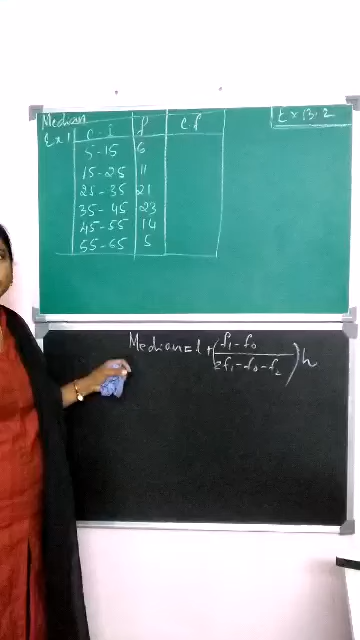 Median
Ex 13.2
Ex 1 C.I f C.f
5-15 6
15-25 11
25-35 21
35-45 23
45-55 14
55-65 5
Median = l + (f₁-f₀ / 2f₁-f₀-f₂) h